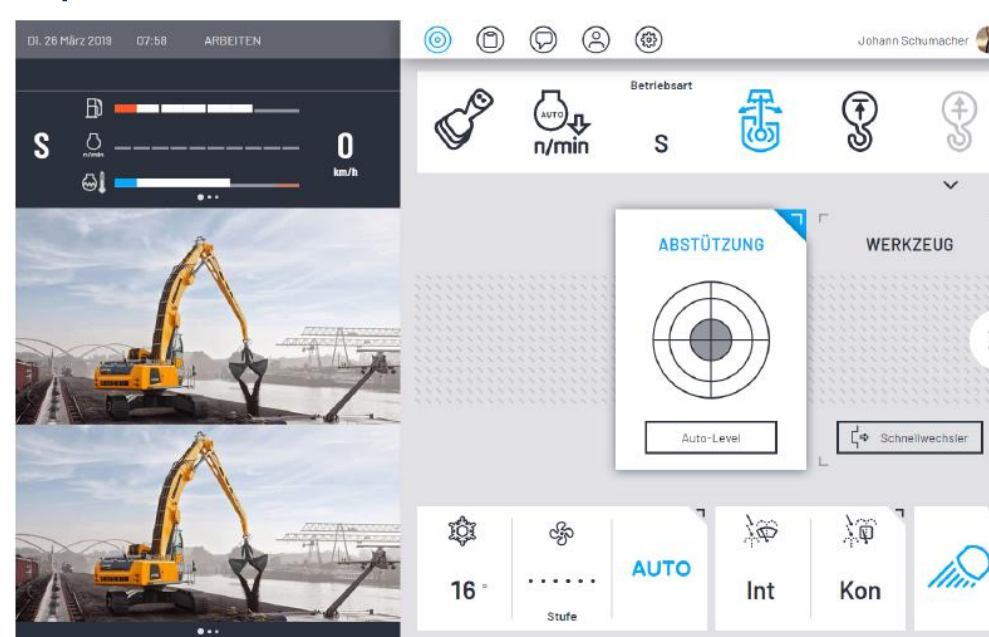 Di. 26 März 2019 07:58 ARBEITEN
Johann Schumacher
S
n/min
0
km/h
AUTO
n/min
Betriebsart
S
ABSTÜTZUNG
Auto-Level
WERKZEUG
Schnellwechsler
16 °
Stufe
AUTO
Int
Kon